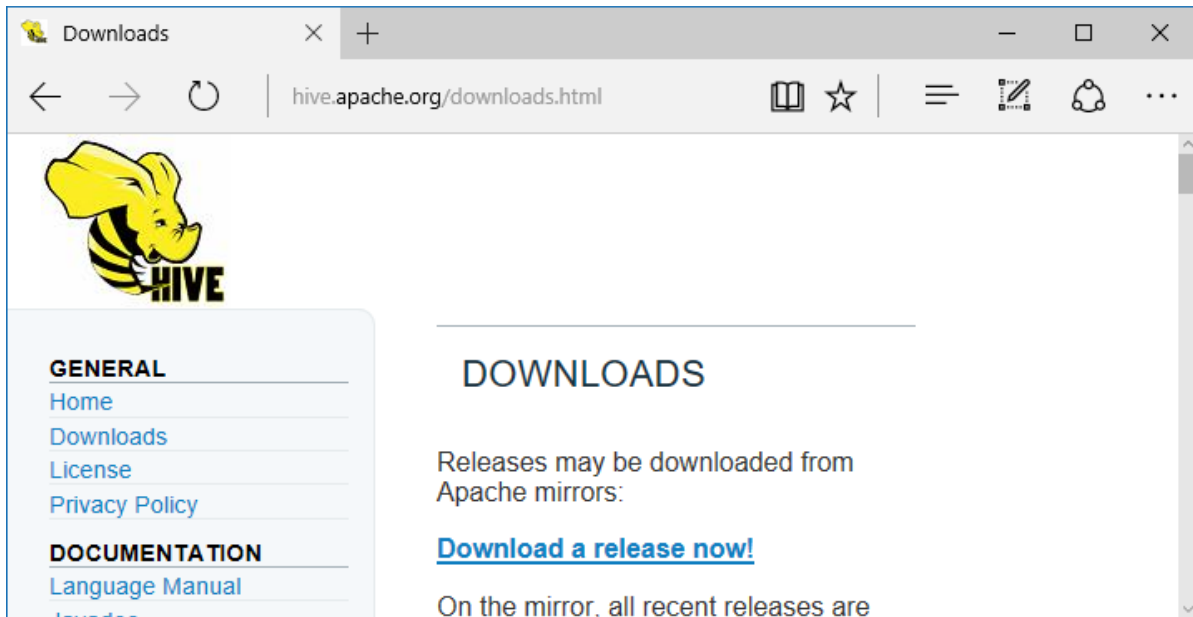 Downloads
hive.apache.org/downloads.html
HIVE
GENERAL
Home
Downloads
License
Privacy Policy
DOCUMENTATION
Language Manual
DOWNLOADS
Releases may be downloaded from
Apache mirrors:
Download a release now!
On the mirror, all recent releases are